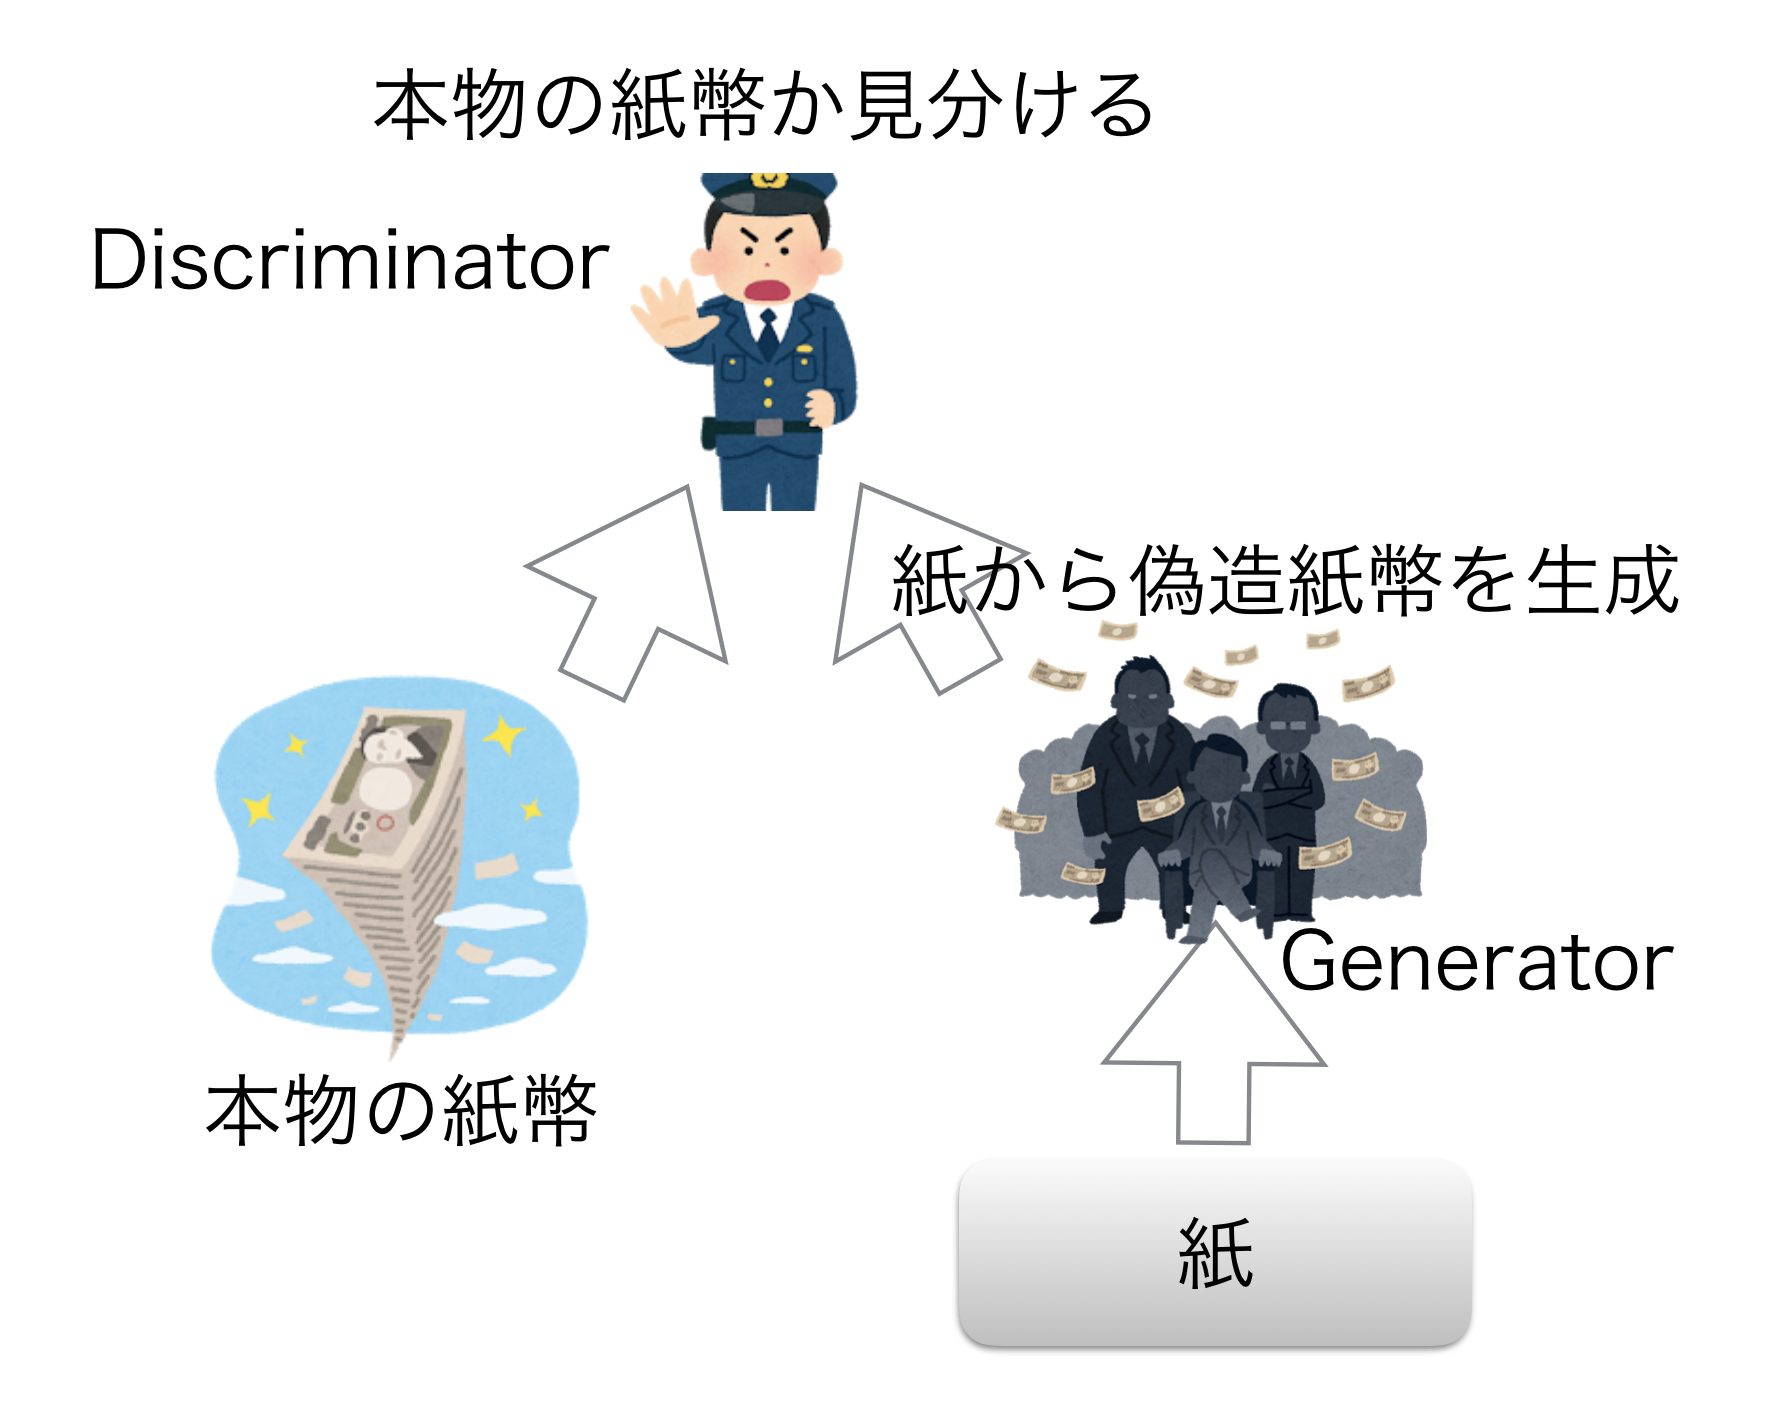 本物の紙幣か見分ける
Discriminator
紙から偽造紙幣を生成
Generator
本物の紙幣
紙